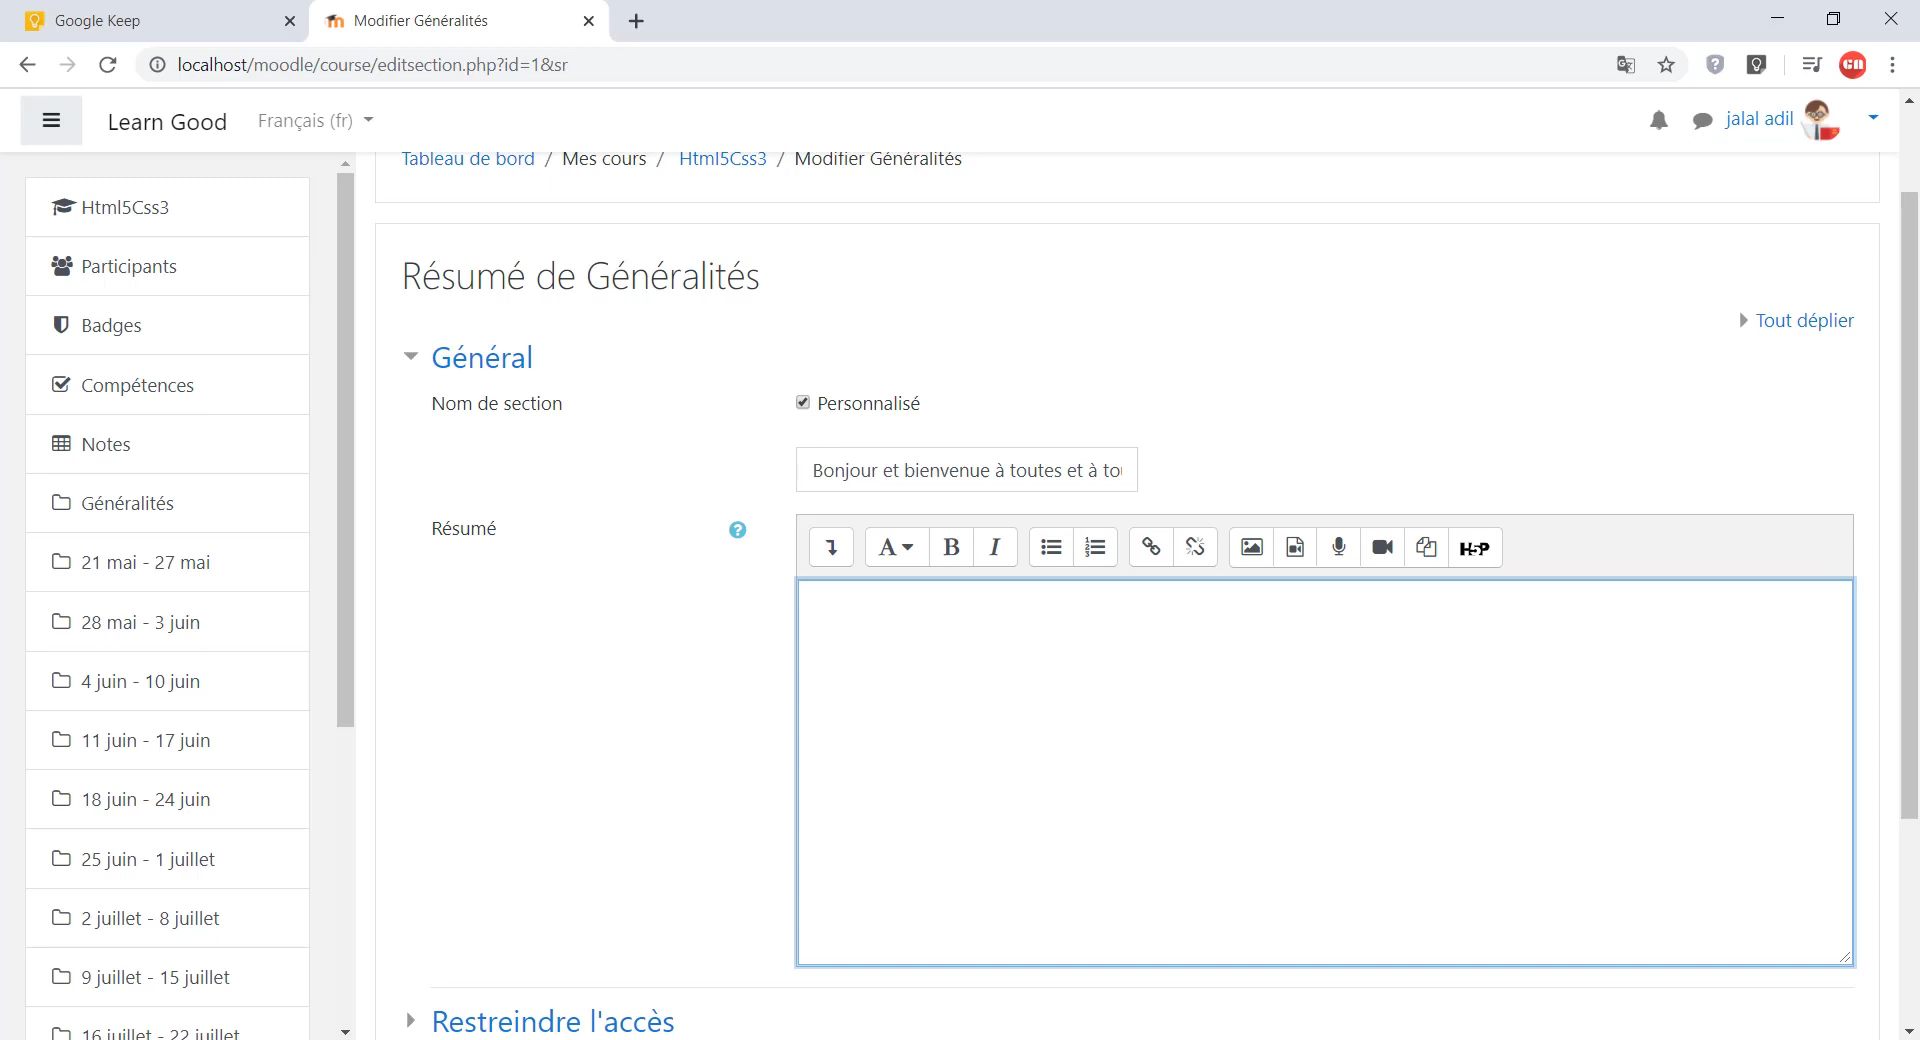 Google Keep
Modifier Généralités
localhost/moodle/course/editsection.php?id=1&sr
Learn Good
Français (fr)
jalal adil
Tableau de bord / Mes cours / Html5Css3 / Modifier Généralités
Html5Css3
Participants
Badges
Compétences
Notes
Généralités
21 mai - 27 mai
28 mai - 3 juin
4 juin - 10 juin
11 juin - 17 juin
18 juin - 24 juin
25 juin - 1 juillet
2 juillet - 8 juillet
9 juillet - 15 juillet
16 juillet - 22 juillet
Résumé de Généralités
Tout déplier
Général
Nom de section
Personnalisé
Bonjour et bienvenue à toutes et à to
Résumé
A B I
H5P
Restreindre l'accès